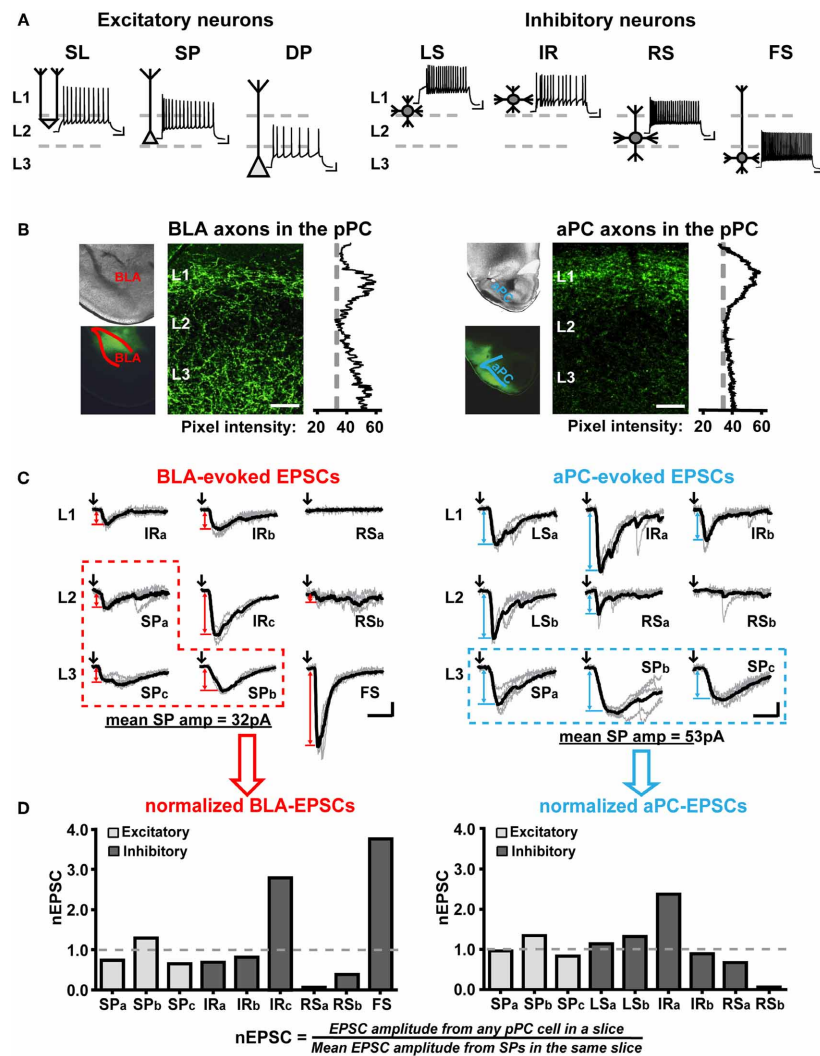 A
Excitatory neurons
Inhibitory neurons
SL SP DP
LS IR RS FS
L1
L2
L3
L1
L2
L3
B
BLA axons in the pPC
aPC axons in the pPC
BLA
BLA
L1
L2
L3
Pixel intensity: 20 40 60
aPC
aPC
L1
L2
L3
Pixel intensity: 20 40 60
C
BLA-evoked EPSCs
L1
IRa IRb RSa
L2
SPa IRc RSb
L3
SPc SPb FS
mean SP amp = 32pA
aPC-evoked EPSCs
L1
LSa IRa IRb
L2
LSb RSa RSb
L3
SPa SPb SPc
mean SP amp = 53pA
D
normalized BLA-EPSCs
nEPSC
4.0
3.0
2.0
1.0
0.0
Excitatory
Inhibitory
SPa SPb SPc IRa IRb IRc RSa RSb FS
normalized aPC-EPSCs
nEPSC
4.0
3.0
2.0
1.0
0.0
Excitatory
Inhibitory
SPa SPb SPc LSa LSb IRa IRb RSa RSb
nEPSC = EPSC amplitude from any pPC cell in a slice
Mean EPSC amplitude from SPs in the same slice